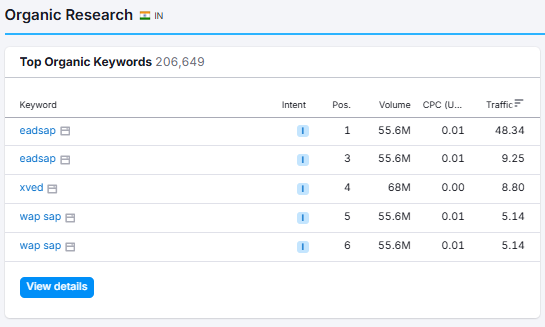 Organic Research IN
Top Organic Keywords 206,649
Keyword Intent Pos. Volume CPC (U... Traffic
eadsap I 1 55.6M 0.01 48.34
eadsap I 3 55.6M 0.01 9.25
xved I 4 68M 0.00 8.80
wap sap I 5 55.6M 0.01 5.14
wap sap I 6 55.6M 0.01 5.14
View details